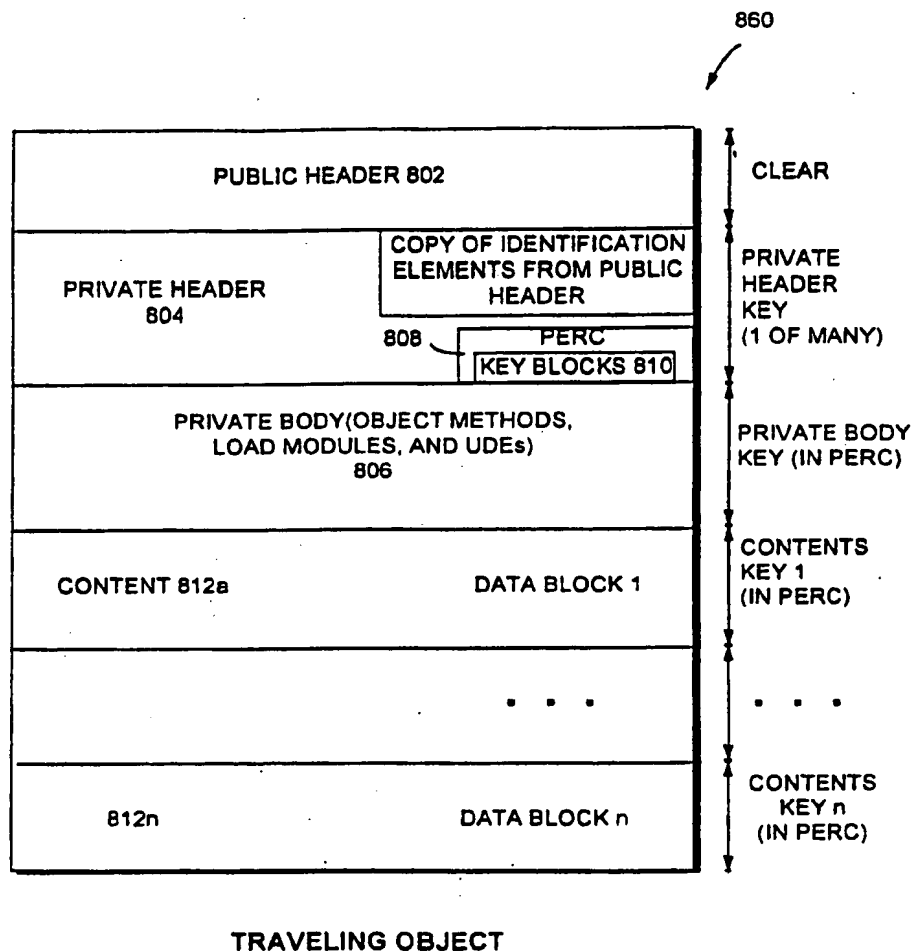 860
PUBLIC HEADER 802
CLEAR
COPY OF IDENTIFICATION
ELEMENTS FROM PUBLIC
HEADER
PRIVATE HEADER
804
808
PERC
KEY BLOCKS 810
PRIVATE
HEADER
KEY
(1 OF MANY)
PRIVATE BODY(OBJECT METHODS,
LOAD MODULES, AND UDEs)
806
PRIVATE BODY
KEY (IN PERC)
CONTENT 812a
DATA BLOCK 1
CONTENTS
KEY 1
(IN PERC)
. . .
. . .
812n
DATA BLOCK n
CONTENTS
KEY n
(IN PERC)
TRAVELING OBJECT